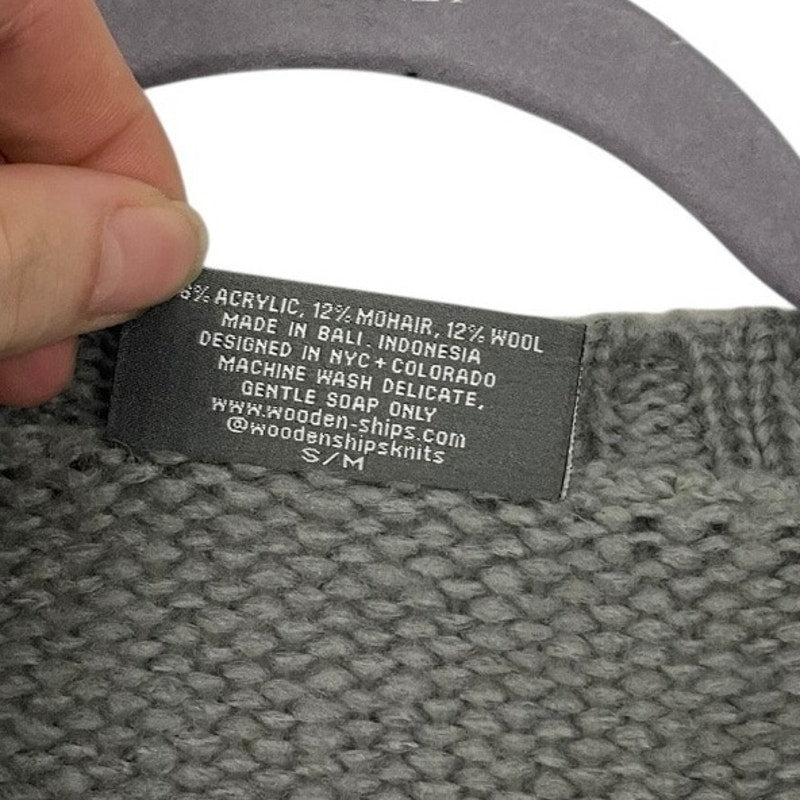 6% ACRYLIC, 12% MOHAIR, 12% WOOL
MADE IN BALI, INDONESIA
DESIGNED IN NYC + COLORADO
MACHINE WASH DELICATE,
GENTLE SOAP ONLY
www.wooden-ships.com
@woodenshipsknits
S/M